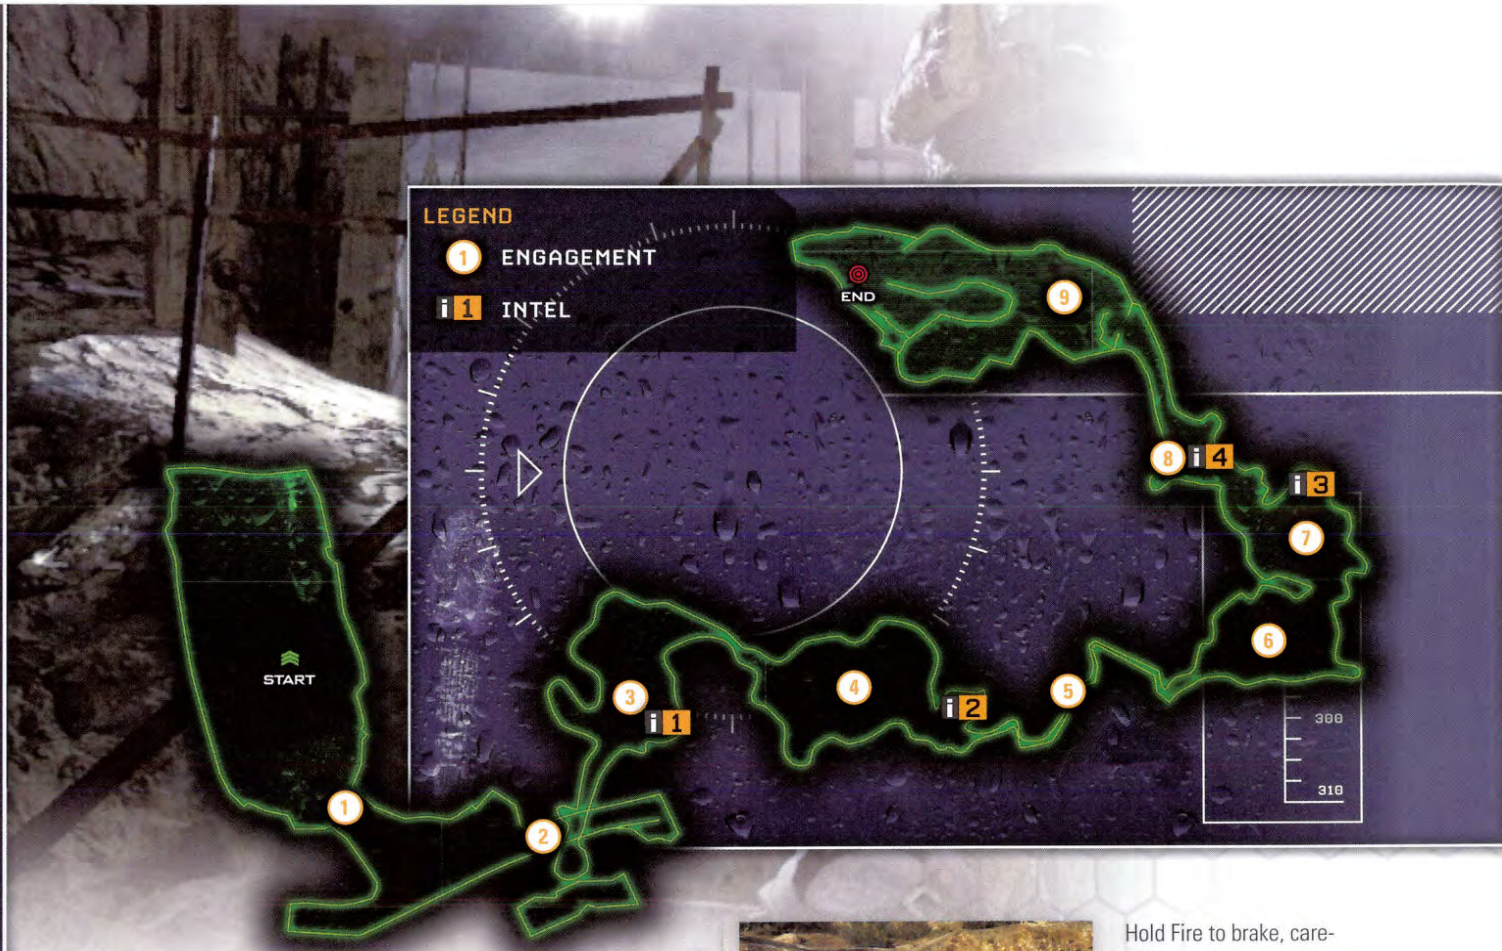 LEGEND
1 ENGAGEMENT
i 1 INTEL
END
9
8 i 4
i 3
7
6
START
3
i 1
4
i 2
5
300
310
1
2
Hold Fire to brake, care-